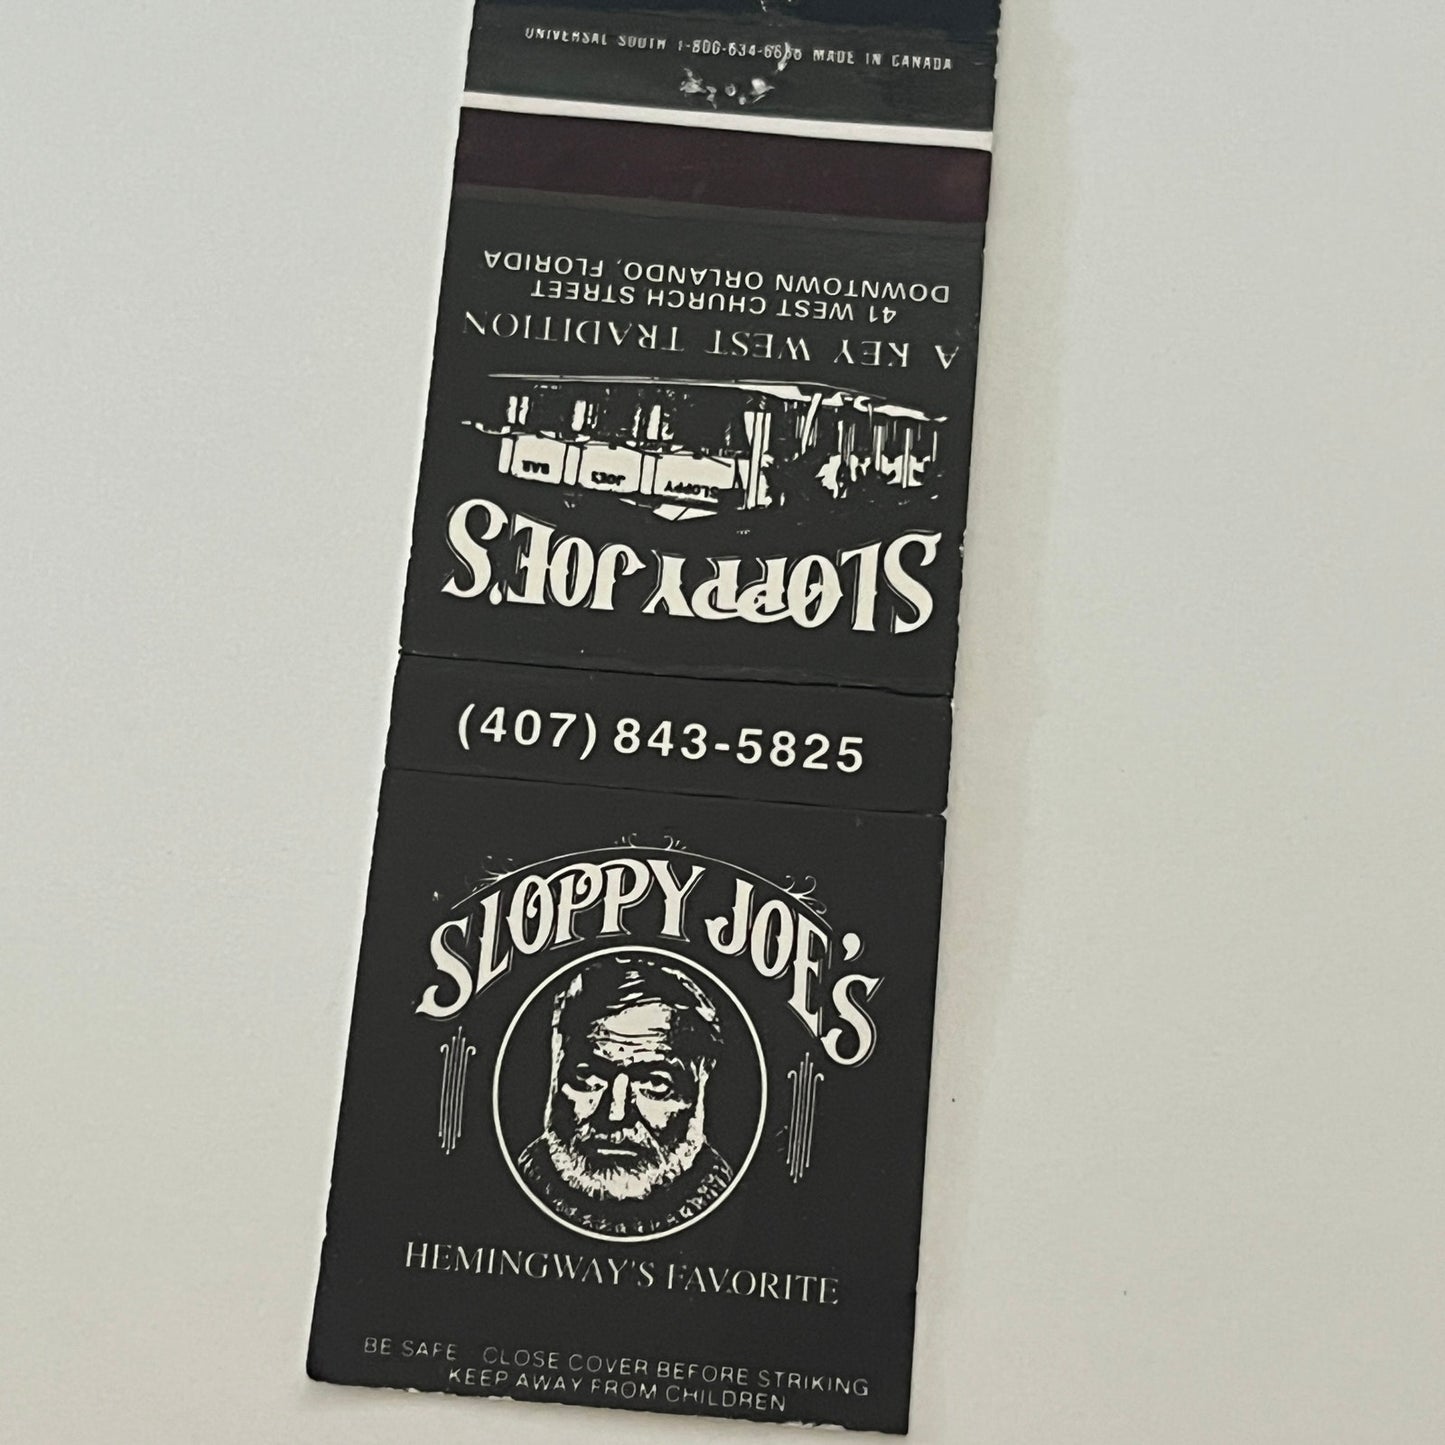 UNIVERSAL SOUTH 1-800-634- MADE IN CANADA
SLOPPY JOE'S
SLOPPY JOE'S BAR
A KEY WEST TRADITION
41 WEST CHURCH STREET
DOWNTOWN ORLANDO, FLORIDA
(407) 843-5825
SLOPPY JOE'S
HEMINGWAY'S FAVORITE
BE SAFE CLOSE COVER BEFORE STRIKING
KEEP AWAY FROM CHILDREN